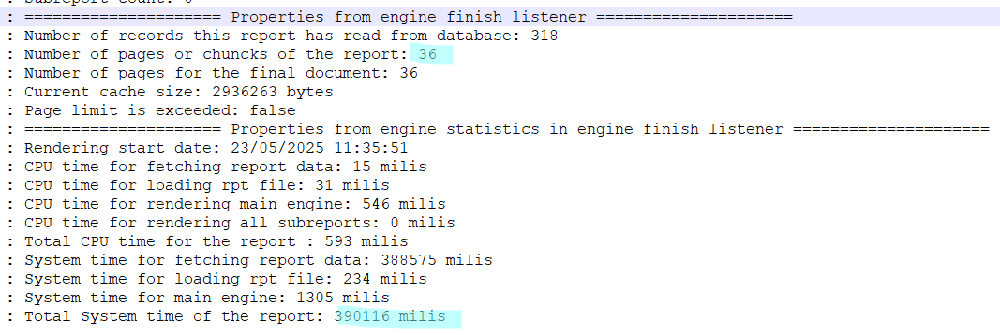 : Subreport count: 0
: ===================== Properties from engine finish listener =====================
: Number of records this report has read from database: 318
: Number of pages or chuncks of the report: 36
: Number of pages for the final document: 36
: Current cache size: 2936263 bytes
: Page limit is exceeded: false
: ===================== Properties from engine statistics in engine finish listener =====================
: Rendering start date: 23/05/2025 11:35:51
: CPU time for fetching report data: 15 milis
: CPU time for loading rpt file: 31 milis
: CPU time for rendering main engine: 546 milis
: CPU time for rendering all subreports: 0 milis
: Total CPU time for the report : 593 milis
: System time for fetching report data: 388575 milis
: System time for loading rpt file: 234 milis
: System time for main engine: 1305 milis
: Total System time of the report: 390116 milis